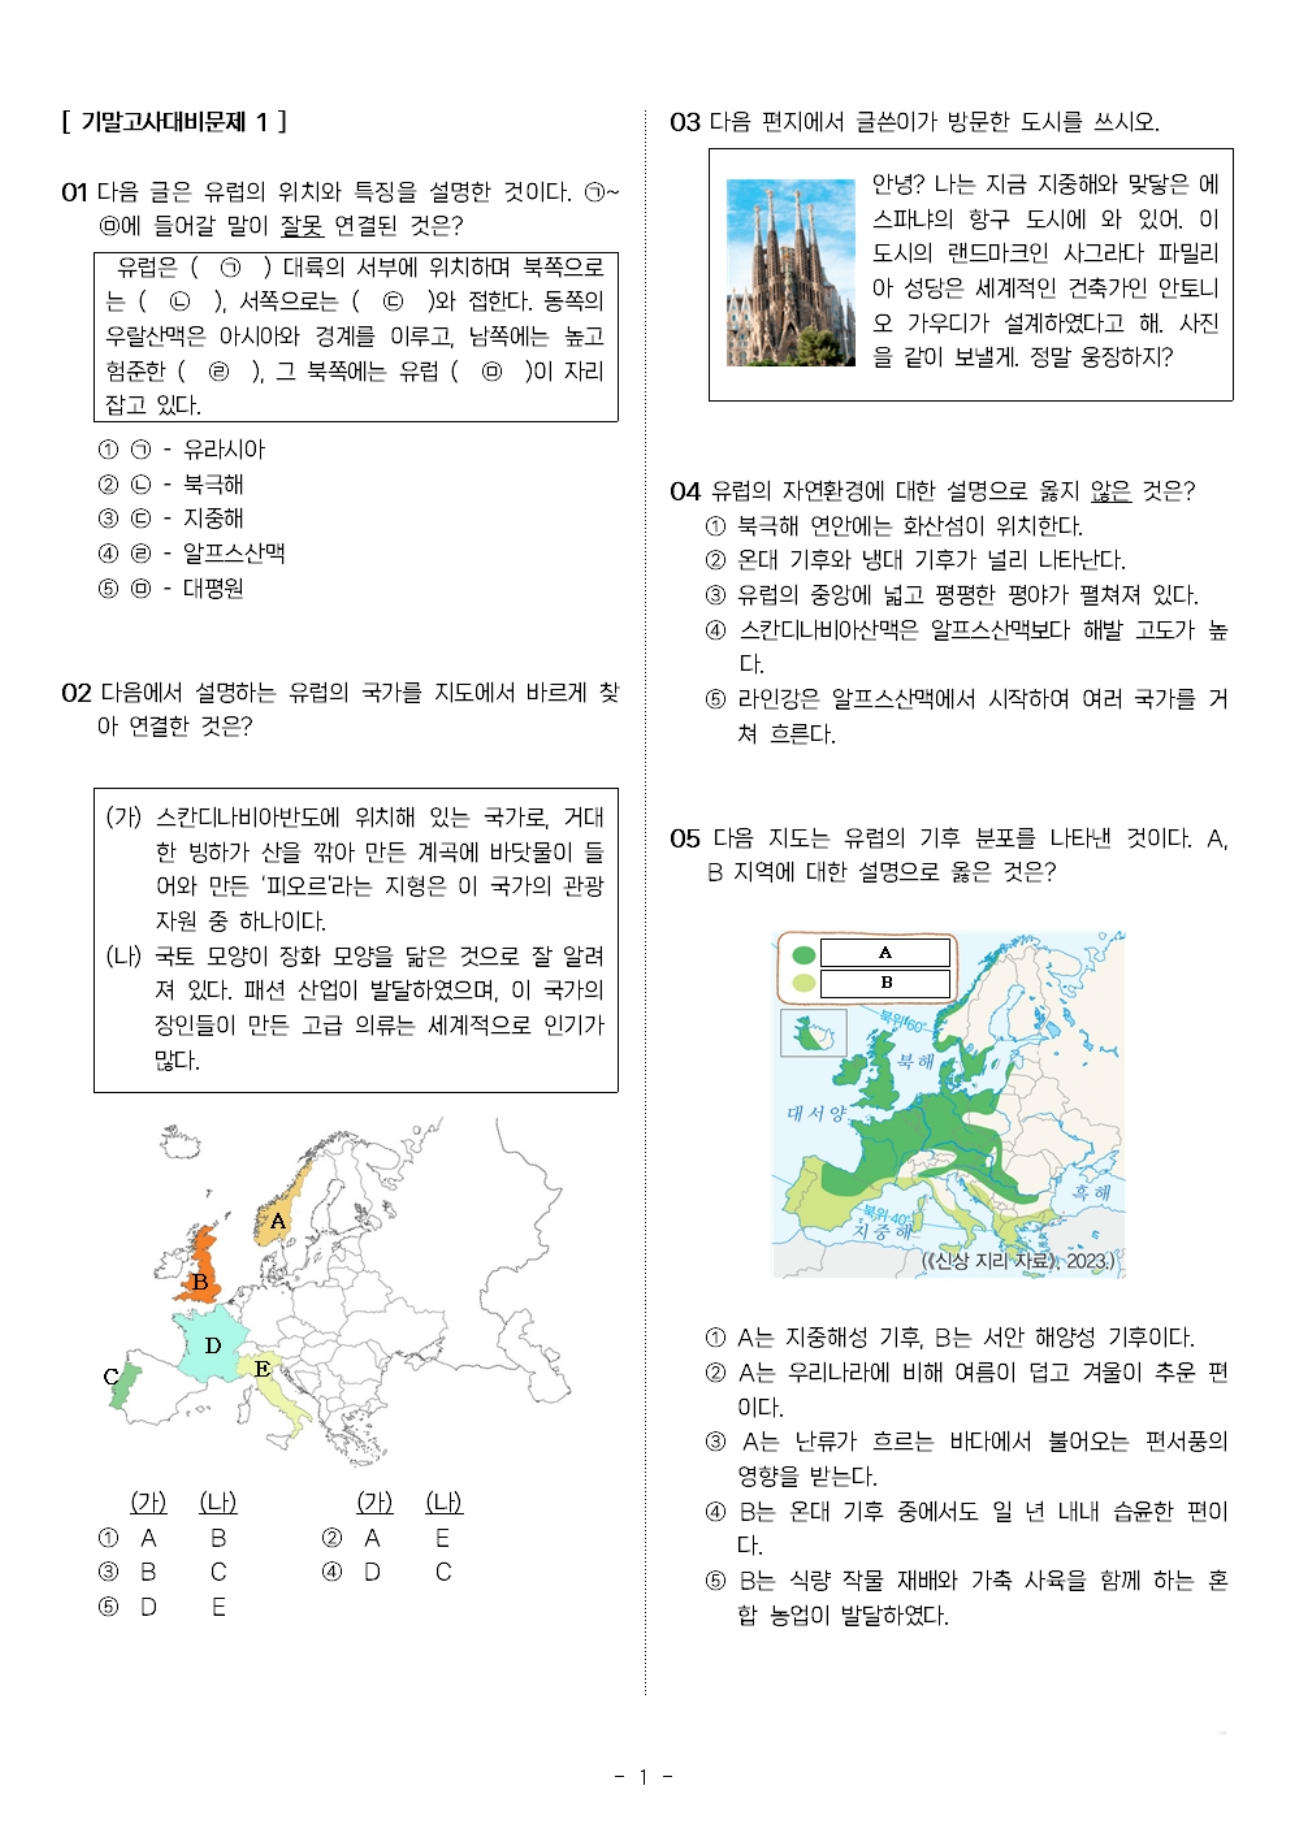 [ 기말고사대비문제 1 ]
01 다음 글은 유럽의 위치와 특징을 설명한 것이다. ㉠~
㉤에 들어갈 말이 잘못 연결된 것은?
유럽은 ( ㉠ ) 대륙의 서부에 위치하며 북쪽으로
는 ( ㉡ ), 서쪽으로는 ( ㉢ )와 접한다. 동쪽의
우랄산맥은 아시아와 경계를 이루고, 남쪽에는 높고
험준한 ( ㉣ ), 그 북쪽에는 유럽 ( ㉤ )이 자리
잡고 있다.
① ㉠ - 유라시아
② ㉡ - 북극해
③ ㉢ - 지중해
④ ㉣ - 알프스산맥
⑤ ㉤ - 대평원
02 다음에서 설명하는 유럽의 국가를 지도에서 바르게 찾
아 연결한 것은?
(가) 스칸디나비아반도에 위치해 있는 국가로, 거대
한 빙하가 산을 깎아 만든 계곡에 바닷물이 들
어와 만든 '피오르'라는 지형은 이 국가의 관광
자원 중 하나이다.
(나) 국토 모양이 장화 모양을 닮은 것으로 잘 알려
져 있다. 패션 산업이 발달하였으며, 이 국가의
장인들이 만든 고급 의류는 세계적으로 인기가
많다.
A
B
D
C
E
(가) (나) (가) (나)
① A B ② A E
③ B C ④ D C
⑤ D E
03 다음 편지에서 글쓴이가 방문한 도시를 쓰시오.
안녕? 나는 지금 지중해와 맞닿은 에
스파냐의 항구 도시에 와 있어. 이
도시의 랜드마크인 사그라다 파밀리
아 성당은 세계적인 건축가인 안토니
오 가우디가 설계하였다고 해. 사진
을 같이 보낼게. 정말 웅장하지?
04 유럽의 자연환경에 대한 설명으로 옳지 않은 것은?
① 북극해 연안에는 화산섬이 위치한다.
② 온대 기후와 냉대 기후가 널리 나타난다.
③ 유럽의 중앙에 넓고 평평한 평야가 펼쳐져 있다.
④ 스칸디나비아산맥은 알프스산맥보다 해발 고도가 높
다.
⑤ 라인강은 알프스산맥에서 시작하여 여러 국가를 거
쳐 흐른다.
05 다음 지도는 유럽의 기후 분포를 나타낸 것이다. A,
B 지역에 대한 설명으로 옳은 것은?
A
B
북위 60°
북해
대서양
흑해
북위 40°
지중해
(《신상 지리 자료》, 2023.)
① A는 지중해성 기후, B는 서안 해양성 기후이다.
② A는 우리나라에 비해 여름이 덥고 겨울이 추운 편
이다.
③ A는 난류가 흐르는 바다에서 불어오는 편서풍의
영향을 받는다.
④ B는 온대 기후 중에서도 일 년 내내 습윤한 편이
다.
⑤ B는 식량 작물 재배와 가축 사육을 함께 하는 혼
합 농업이 발달하였다.
- 1 -